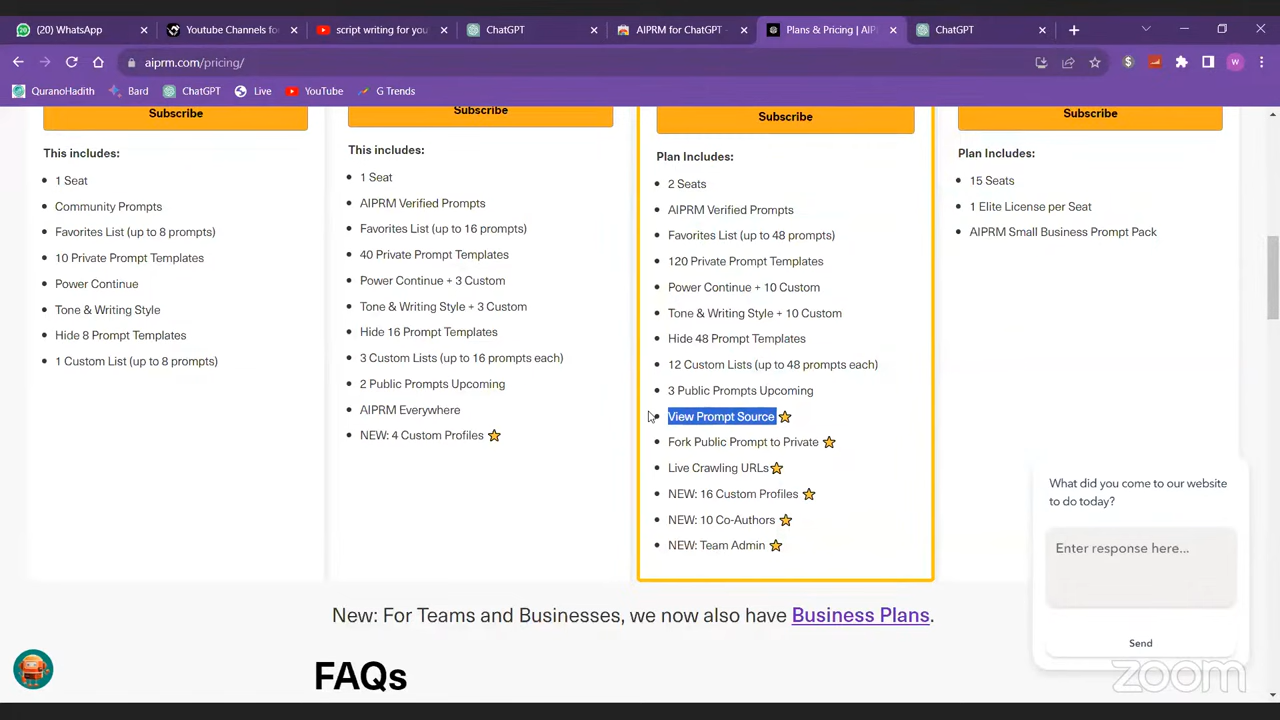 (20) WhatsApp
Youtube Channels fo
script writing for you
ChatGPT
AIPRM for ChatGPT
Plans & Pricing | AIP
ChatGPT
aiprm.com/pricing/
QuranoHadith
Bard
ChatGPT
Live
YouTube
G Trends
Subscribe
This includes:
1 Seat
Community Prompts
Favorites List (up to 8 prompts)
10 Private Prompt Templates
Power Continue
Tone & Writing Style
Hide 8 Prompt Templates
1 Custom List (up to 8 prompts)
Subscribe
This includes:
1 Seat
AIPRM Verified Prompts
Favorites List (up to 16 prompts)
40 Private Prompt Templates
Power Continue + 3 Custom
Tone & Writing Style + 3 Custom
Hide 16 Prompt Templates
3 Custom Lists (up to 16 prompts each)
2 Public Prompts Upcoming
AIPRM Everywhere
NEW: 4 Custom Profiles
Subscribe
Plan Includes:
2 Seats
AIPRM Verified Prompts
Favorites List (up to 48 prompts)
120 Private Prompt Templates
Power Continue + 10 Custom
Tone & Writing Style + 10 Custom
Hide 48 Prompt Templates
12 Custom Lists (up to 48 prompts each)
3 Public Prompts Upcoming
View Prompt Source
Fork Public Prompt to Private
Live Crawling URLs
NEW: 16 Custom Profiles
NEW: 10 Co-Authors
NEW: Team Admin
Subscribe
Plan Includes:
15 Seats
1 Elite License per Seat
AIPRM Small Business Prompt Pack
What did you come to our website
to do today?
Enter response here...
Send
New: For Teams and Businesses, we now also have Business Plans.
FAQs
zoom